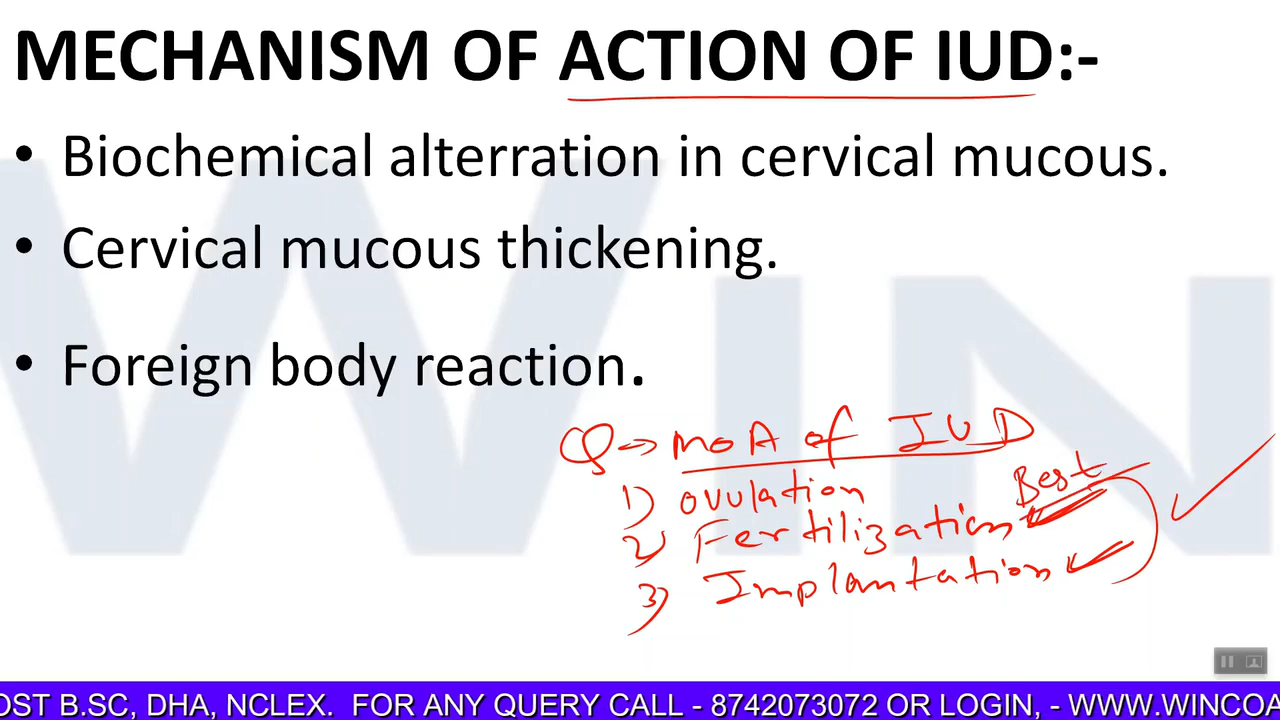 MECHANISM OF ACTION OF IUD:-
• Biochemical alterration in cervical mucous.
• Cervical mucous thickening.
• Foreign body reaction.
Q → MOA of IUD
1) ovulation
2) Fertilization Best
3) Implantation
WIN
OST B.SC, DHA, NCLEX. FOR ANY QUERY CALL - 8742073072 OR LOGIN, - WWW.WINCOA